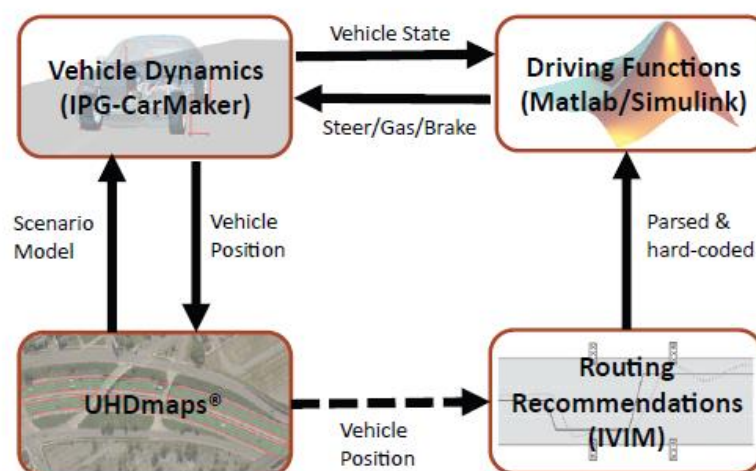 Vehicle Dynamics
(IPG-CarMaker)
Vehicle State
Steer/Gas/Brake
Driving Functions
(Matlab/Simulink)
Scenario
Model
Vehicle
Position
Parsed &
hard-coded
UHDmaps®
Vehicle
Position
Routing
Recommendations
(IVIM)